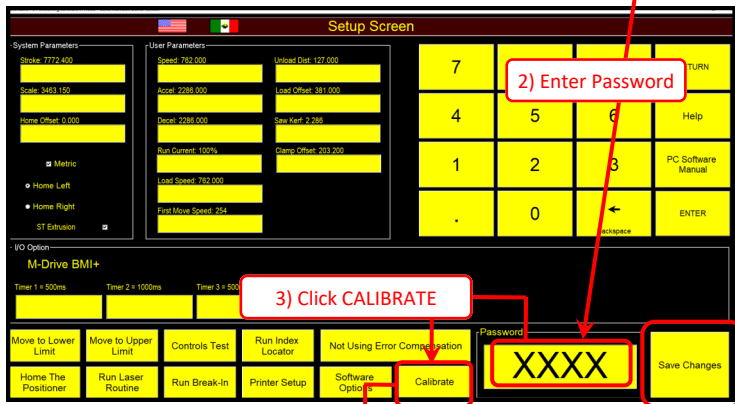 Setup Screen
System Parameters
Stroke: 7772.400
Scale: 3463.150
Home Offset: 0.000
Metric
Home Left
Home Right
ST Extrusion
User Parameters
Speed: 762.000
Accel: 2286.000
Decel: 2286.000
Run Current: 100%
Load Speed: 762.000
First Move Speed: 254
Unload Dist: 127.000
Load Offset: 381.000
Saw Kerf: 2.286
Clamp Offset: 203.200
7
2) Enter Password
4
5
6
Help
1
2
3
PC Software
Manual
.
0
←
ENTER
I/O Option
M-Drive BMI+
Timer 1 = 500ms
Timer 2 = 1000ms
Timer 3 = 500
3) Click CALIBRATE
Move to Lower
Limit
Move to Upper
Limit
Controls Test
Run Index
Locator
Not Using Error Compensation
Home The
Positioner
Run Laser
Routine
Run Break-In
Printer Setup
Software
Options
Calibrate
Password
XXXX
Save Changes